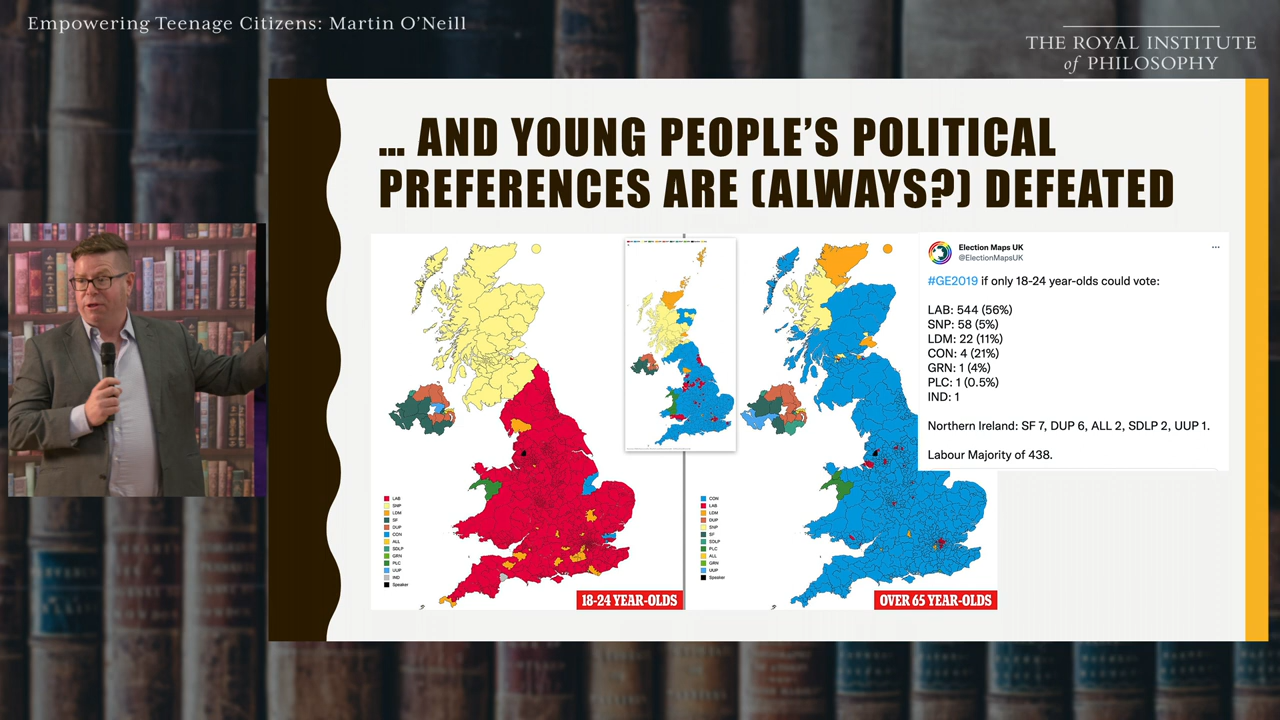 Empowering Teenage Citizens: Martin O'Neill
THE ROYAL INSTITUTE
of PHILOSOPHY
... AND YOUNG PEOPLE'S POLITICAL
PREFERENCES ARE (ALWAYS?) DEFEATED
Election Maps UK
@ElectionMapsUK
#GE2019 if only 18-24 year-olds could vote:
LAB: 544 (56%)
SNP: 58 (5%)
LDM: 22 (11%)
CON: 4 (21%)
GRN: 1 (4%)
PLC: 1 (0.5%)
IND: 1
Northern Ireland: SF 7, DUP 6, ALL 2, SDLP 2, UUP 1.
Labour Majority of 438.
LAB
SNP
LDM
SF
DUP
CON
ALL
SDLP
GRN
PLC
UUP
IND
Speaker
18-24 YEAR-OLDS
CON
LAB
LDM
DUP
SNP
SF
SDLP
PLC
ALL
GRN
UUP
Speaker
OVER 65 YEAR-OLDS